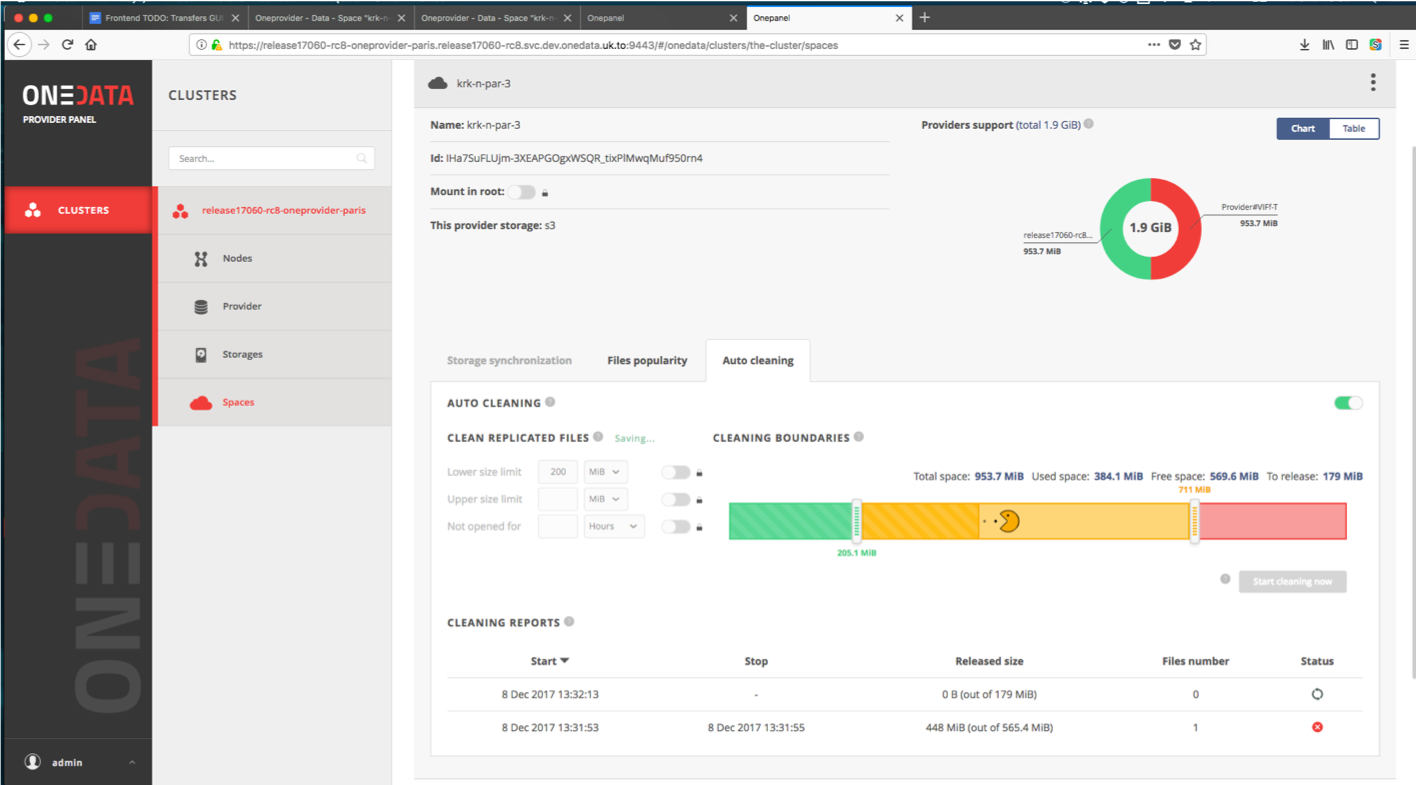 Frontend TODO: Transfers GUI
Oneprovider - Data - Space "krk-n-
Oneprovider - Data - Space "krk-n-
Onepanel
Onepanel
https://release17060-rc8-oneprovider-paris.release17060-rc8.svc.dev.onedata.uk.to:9443/#/onedata/clusters/the-cluster/spaces
ONEDATA
PROVIDER PANEL
CLUSTERS
ONEDATA
admin
CLUSTERS
Search...
release17060-rc8-oneprovider-paris
Nodes
Provider
Storages
Spaces
krk-n-par-3
Name: krk-n-par-3
Id: IHa7SuFLUjm-3XEAPGOgxWSQR_tixPlMwqMuf950rn4
Mount in root:
This provider storage: s3
Providers support (total 1.9 GiB)
Chart Table
release17060-rc8...
953.7 MiB
1.9 GiB
Provider#VIFf-T
953.7 MiB
Storage synchronization Files popularity Auto cleaning
AUTO CLEANING
CLEAN REPLICATED FILES Saving...
Lower size limit 200 MiB
Upper size limit MiB
Not opened for Hours
CLEANING BOUNDARIES
Total space: 953.7 MiB Used space: 384.1 MiB Free space: 569.6 MiB To release: 179 MiB
711 MiB
205.1 MiB
Start cleaning now
CLEANING REPORTS
Start Stop Released size Files number Status
8 Dec 2017 13:32:13 - 0 B (out of 179 MiB) 0
8 Dec 2017 13:31:53 8 Dec 2017 13:31:55 448 MiB (out of 565.4 MiB) 1